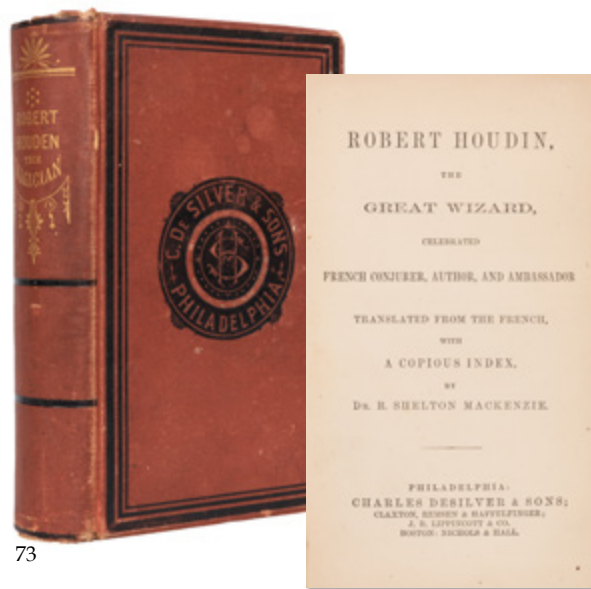 ROBERT
HOUDEN
THE
MAGICIAN
C. DE SILVER & SONS
PHILADELPHIA
ROBERT HOUDIN,
THE
GREAT WIZARD,
CELEBRATED
FRENCH CONJURER, AUTHOR, AND AMBASSADOR
TRANSLATED FROM THE FRENCH,
WITH
A COPIOUS INDEX,
BY
DR. R. SHELTON MACKENZIE.
PHILADELPHIA:
CHARLES DESILVER & SONS;
CLAXTON, REMSEN & HAFFELFINGER;
J. B. LIPPINCOTT & CO.
BOSTON: NICHOLS & HALL.
73